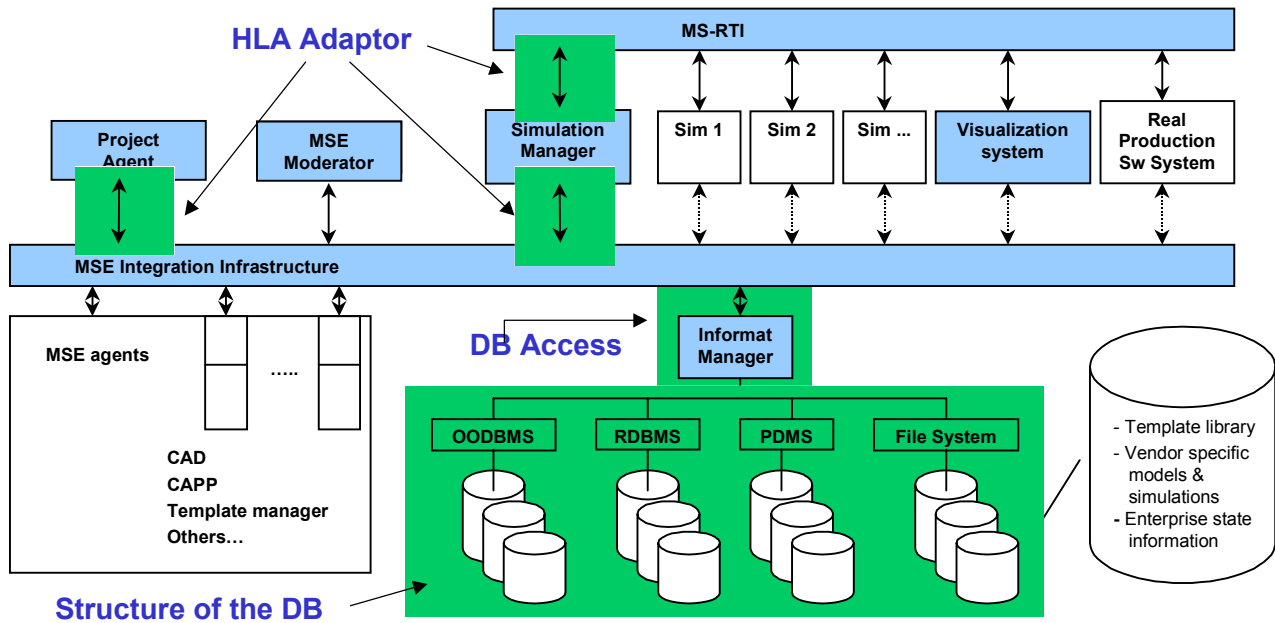 HLA Adaptor
MS-RTI
Project
Agent
MSE
Moderator
Simulation
Manager
Sim 1
Sim 2
Sim ...
Visualization
system
Real
Production
Sw System
MSE Integration Infrastructure
MSE agents
…..
CAD
CAPP
Template manager
Others…
DB Access
Informat
Manager
OODBMS
RDBMS
PDMS
File System
- Template library
- Vendor specific
models &
simulations
- Enterprise state
information
Structure of the DB